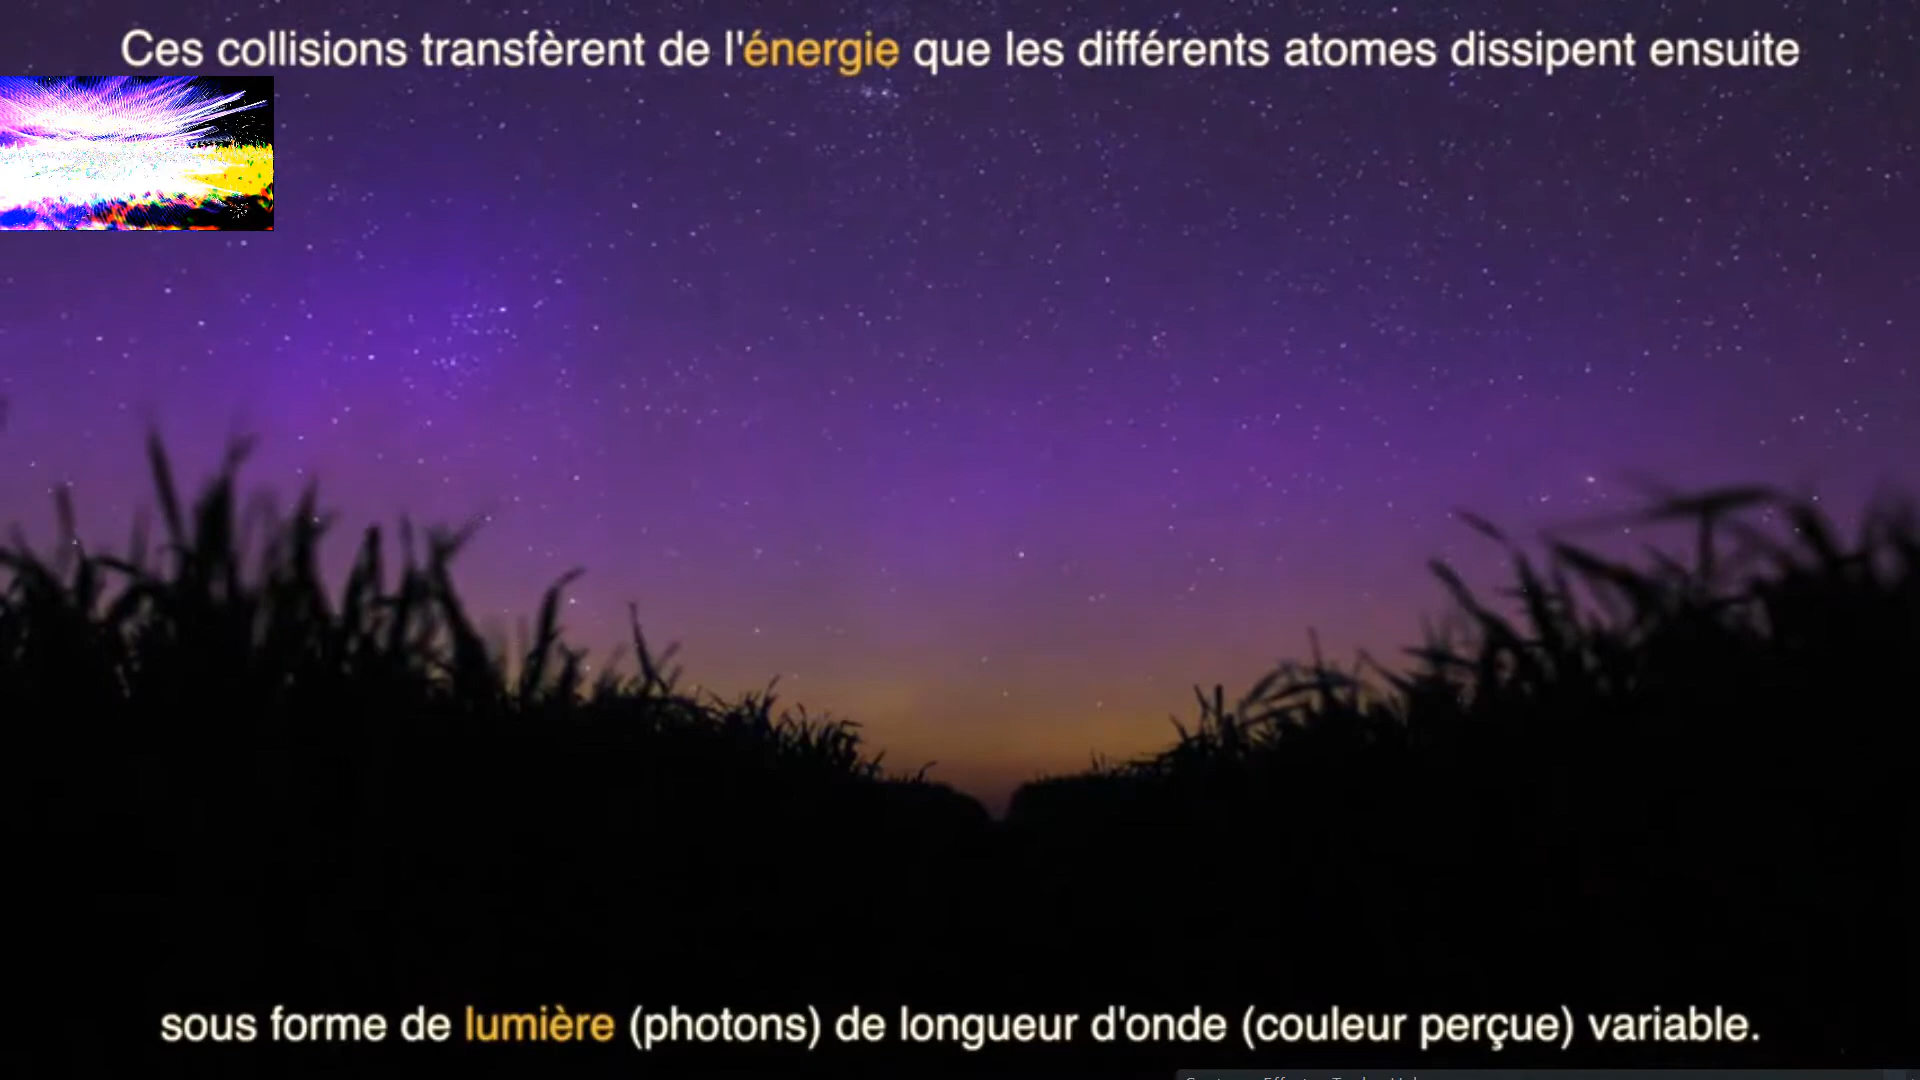 Ces collisions transfèrent de l'énergie que les différents atomes dissipent ensuite
sous forme de lumière (photons) de longueur d'onde (couleur perçue) variable.